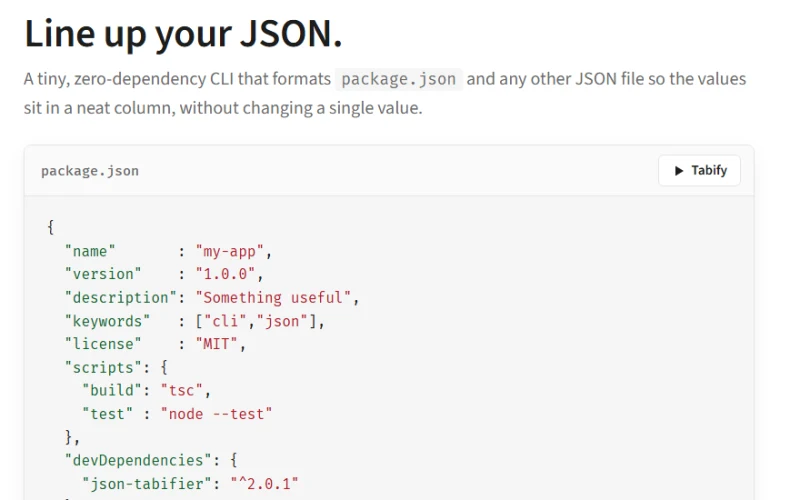 Line up your JSON.
A tiny, zero-dependency CLI that formats package.json and any other JSON file so the values
sit in a neat column, without changing a single value.
package.json
▶ Tabify
{
  "name"       : "my-app",
  "version"    : "1.0.0",
  "description": "Something useful",
  "keywords"   : ["cli","json"],
  "license"    : "MIT",
  "scripts": {
    "build": "tsc",
    "test" : "node --test"
  },
  "devDependencies": {
    "json-tabifier": "^2.0.1"